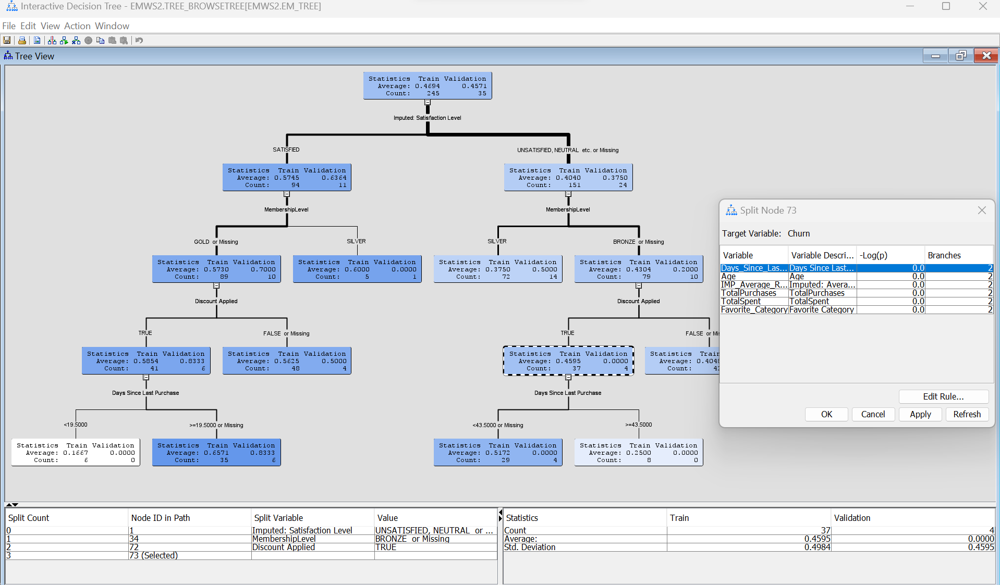 Interactive Decision Tree - EMWS2.TREE_BROWSETREE[EMWS2.EM_TREE]
File Edit View Action Window
Tree View
Statistics Train Validation
Average: 0.4694 0.4571
Count: 245 35
Imputed: Satisfaction Level
SATISFIED
UNSATISFIED, NEUTRAL etc. or Missing
Statistics Train Validation
Average: 0.5745 0.6364
Count: 94 11
Statistics Train Validation
Average: 0.4040 0.3750
Count: 151 24
MembershipLevel
MembershipLevel
GOLD or Missing
SILVER
SILVER
BRONZE or Missing
Statistics Train Validation
Average: 0.5730 0.7000
Count: 89 10
Statistics Train Validation
Average: 0.6000 0.0000
Count: 5 1
Statistics Train Validation
Average: 0.3750 0.5000
Count: 72 14
Statistics Train Validation
Average: 0.4304 0.2000
Count: 79 10
Discount Applied
Discount Applied
TRUE
FALSE or Missing
TRUE
FALSE or Mi
Statistics Train Validation
Average: 0.5854 0.8333
Count: 41 6
Statistics Train Validation
Average: 0.5625 0.5000
Count: 48 4
Statistics Train Validation
Average: 0.4595 0.0000
Count: 37 4
Statistics Train
Average: 0.4048
Count:
Days Since Last Purchase
Days Since Last Purchase
<19.5000
>=19.5000 or Missing
<43.5000 or Missing
>=43.5000
Statistics Train Validation
Average: 0.1667 0.0000
Count: 6 0
Statistics Train Validation
Average: 0.6571 0.8333
Count: 35 6
Statistics Train Validation
Average: 0.5172 0.0000
Count: 29 4
Statistics Train Validation
Average: 0.2500 0.0000
Count: 8 0
Split Node 73
Target Variable: Churn
Variable Variable Descri... -Log(p) Branches
Days_Since_Las... Days Since Last... 0.0 2
Age Age 0.0 2
IMP_Average_R... Imputed: Avera... 0.0 2
TotalPurchases TotalPurchases 0.0 2
TotalSpent TotalSpent 0.0 2
Favorite_Category Favorite Category 0.0 2
Edit Rule...
OK Cancel Apply Refresh
Split Count Node ID in Path Split Variable Value
0 1 Imputed: Satisfaction Level UNSATISFIED, NEUTRAL or ...
1 34 MembershipLevel BRONZE or Missing
2 72 Discount Applied TRUE
3 73 (Selected)
Statistics Train Validation
Count 37 4
Average: 0.4595 0.0000
Std. Deviation 0.4984 0.4595